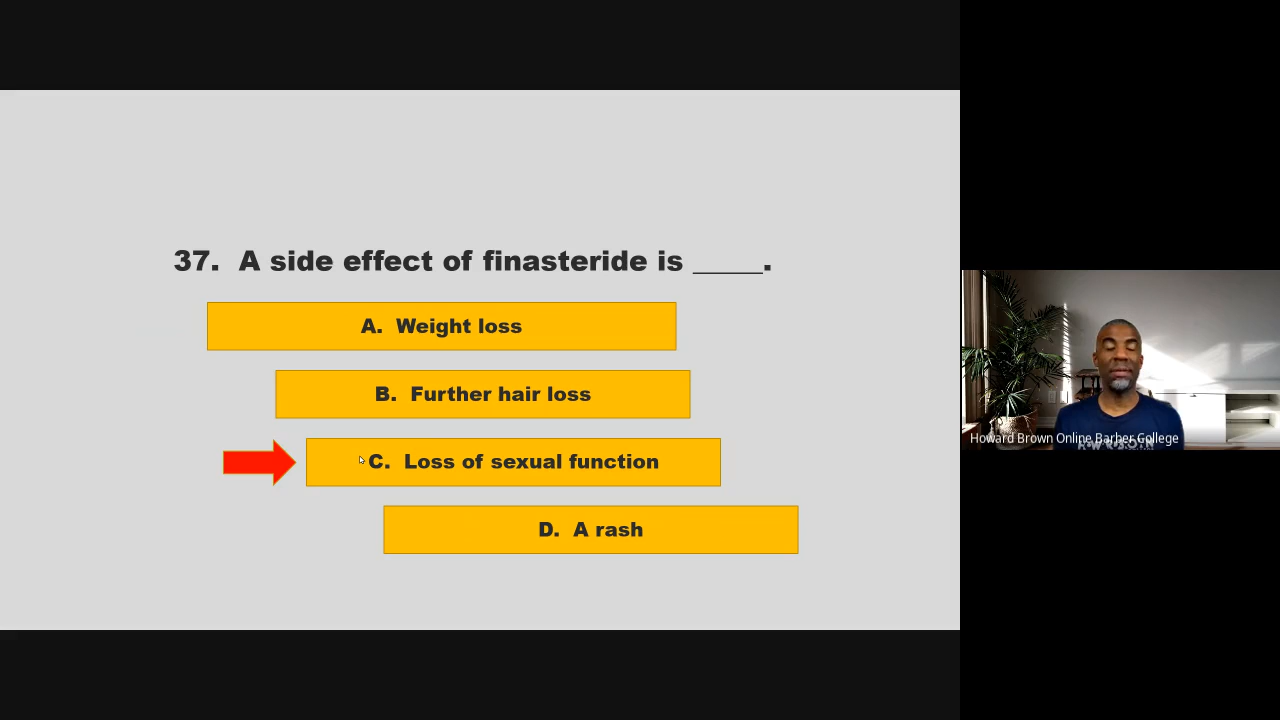 37. A side effect of finasteride is _____.
A. Weight loss
B. Further hair loss
C. Loss of sexual function
D. A rash
Howard Brown Online Barber College